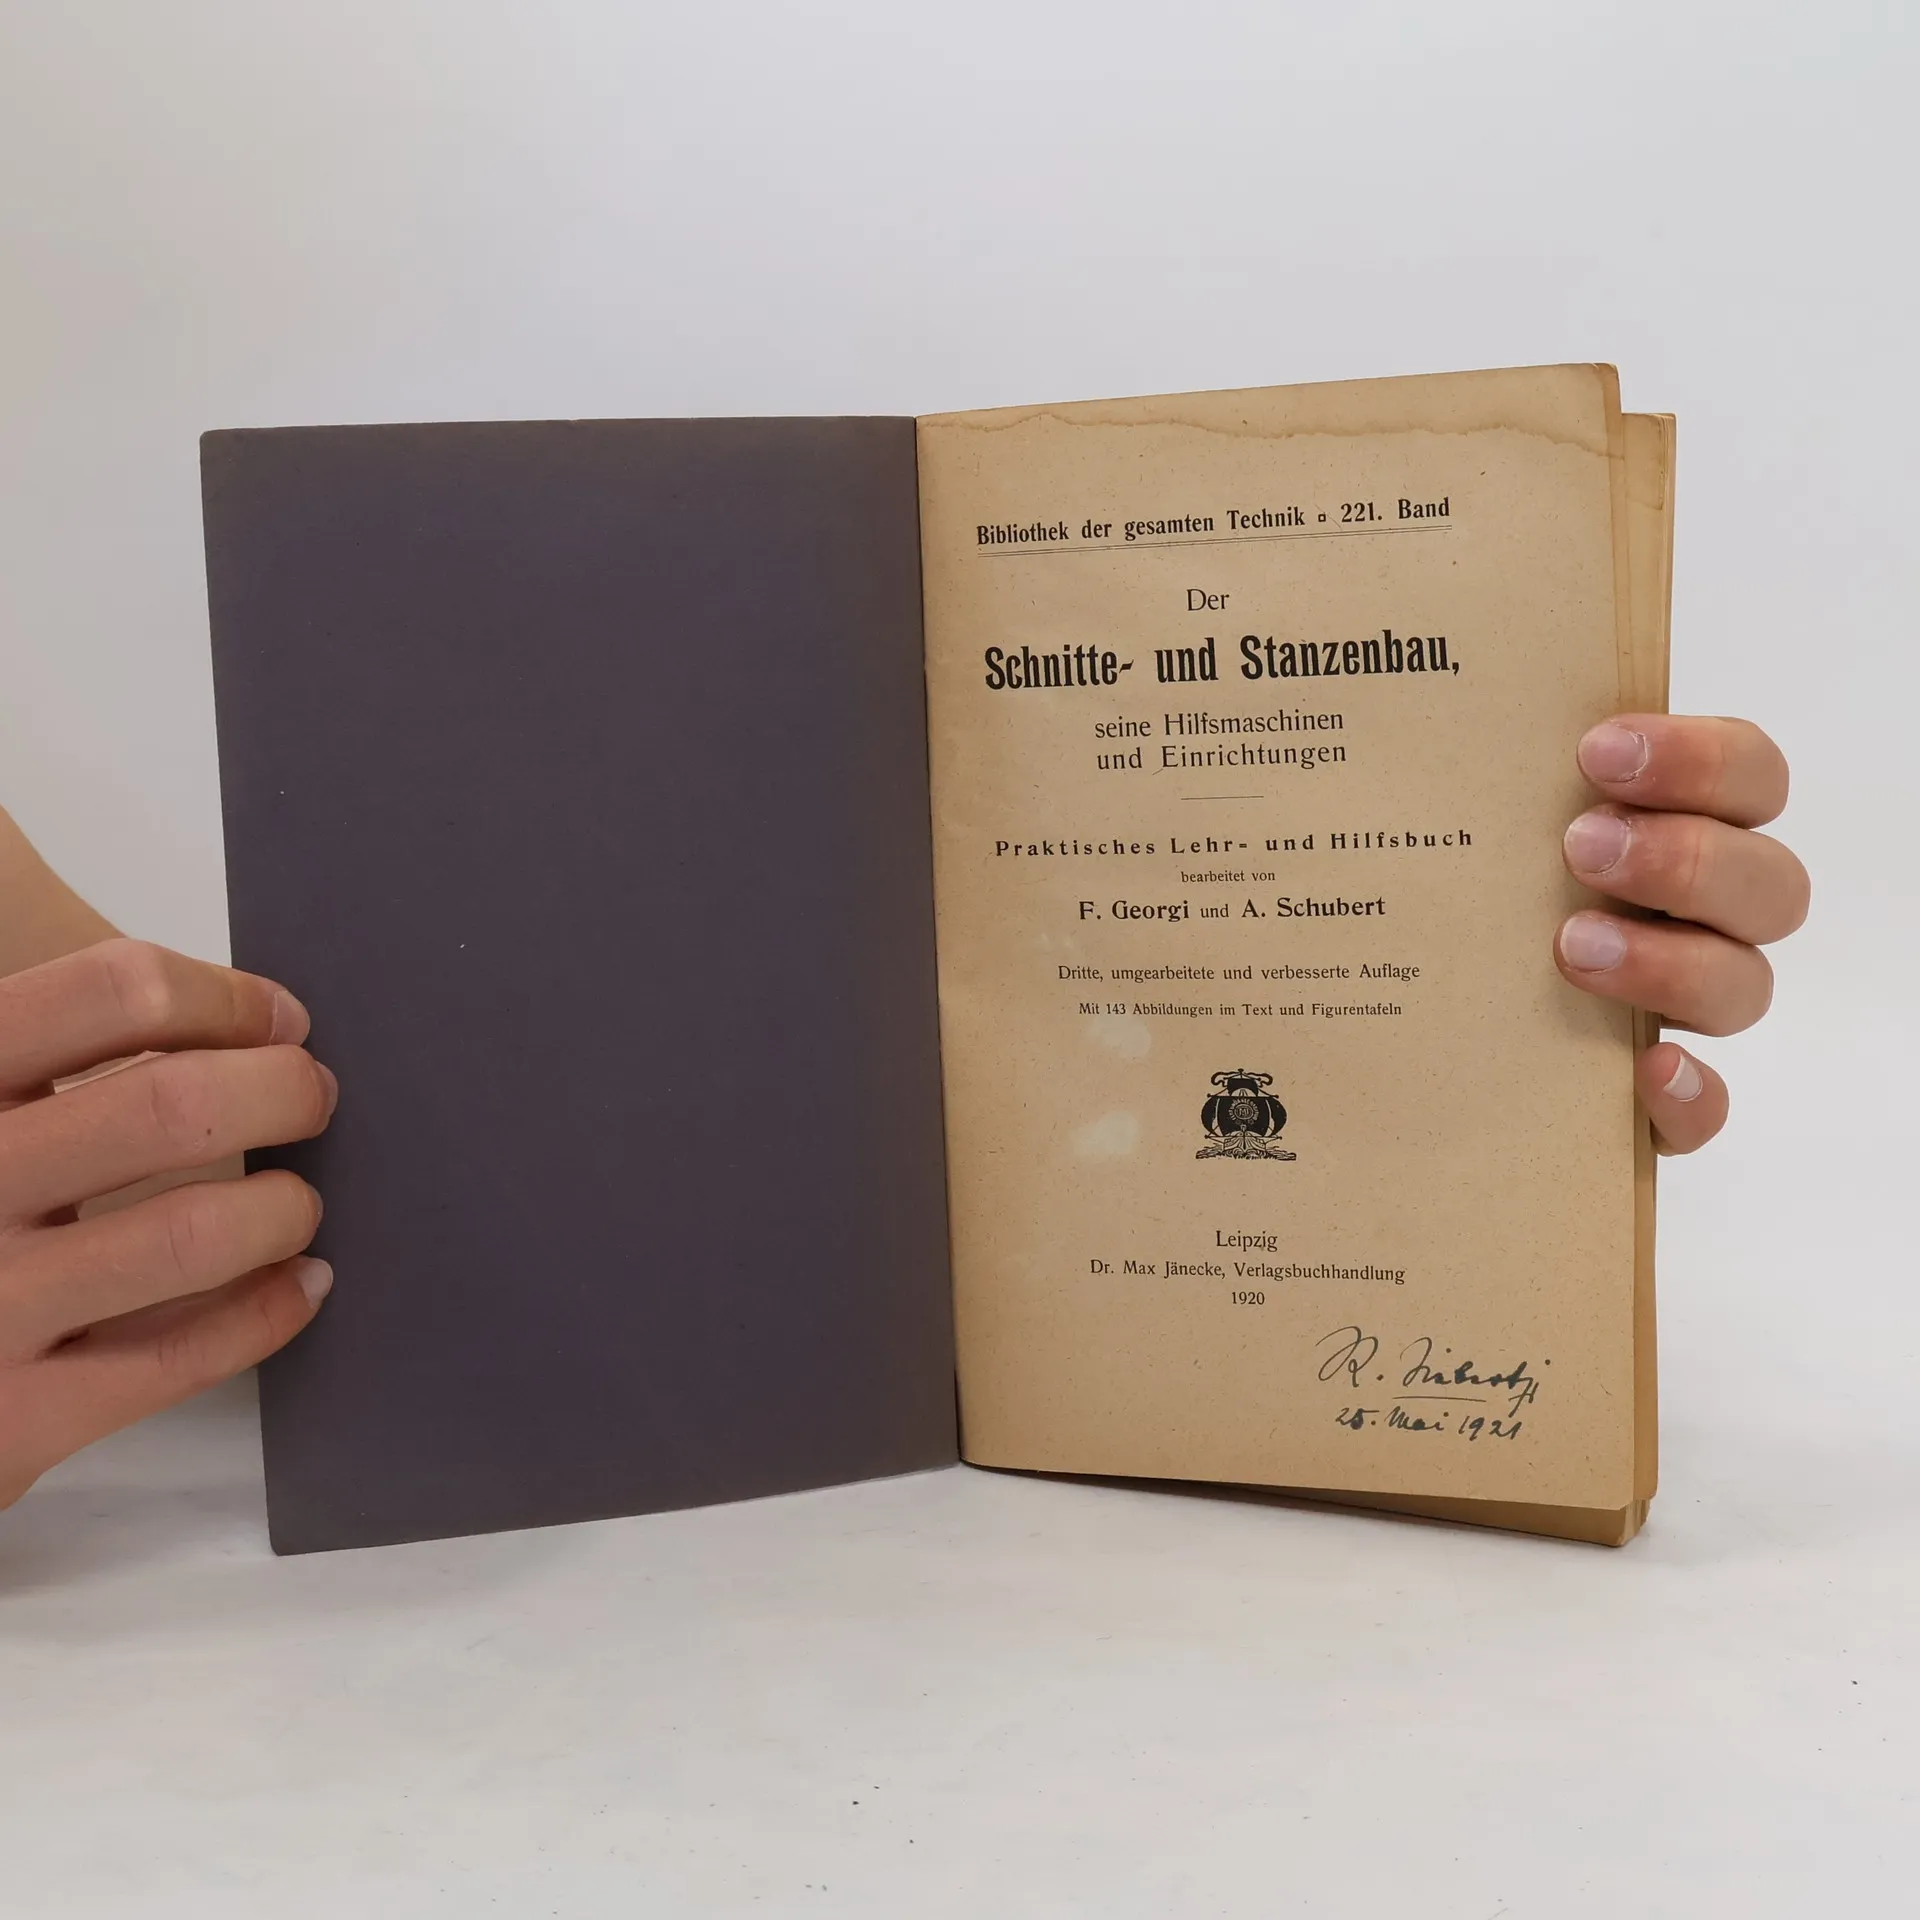 Bibliothek der gesamten Technik ▫ 221. Band
Der
Schnitte- und Stanzenbau,
seine Hilfsmaschinen
und Einrichtungen
Praktisches Lehr- und Hilfsbuch
bearbeitet von
F. Georgi und A. Schubert
Dritte, umgearbeitete und verbesserte Auflage
Mit 143 Abbildungen im Text und Figurentafeln
Leipzig
Dr. Max Jänecke, Verlagsbuchhandlung
1920
R.
25. Mai 1921